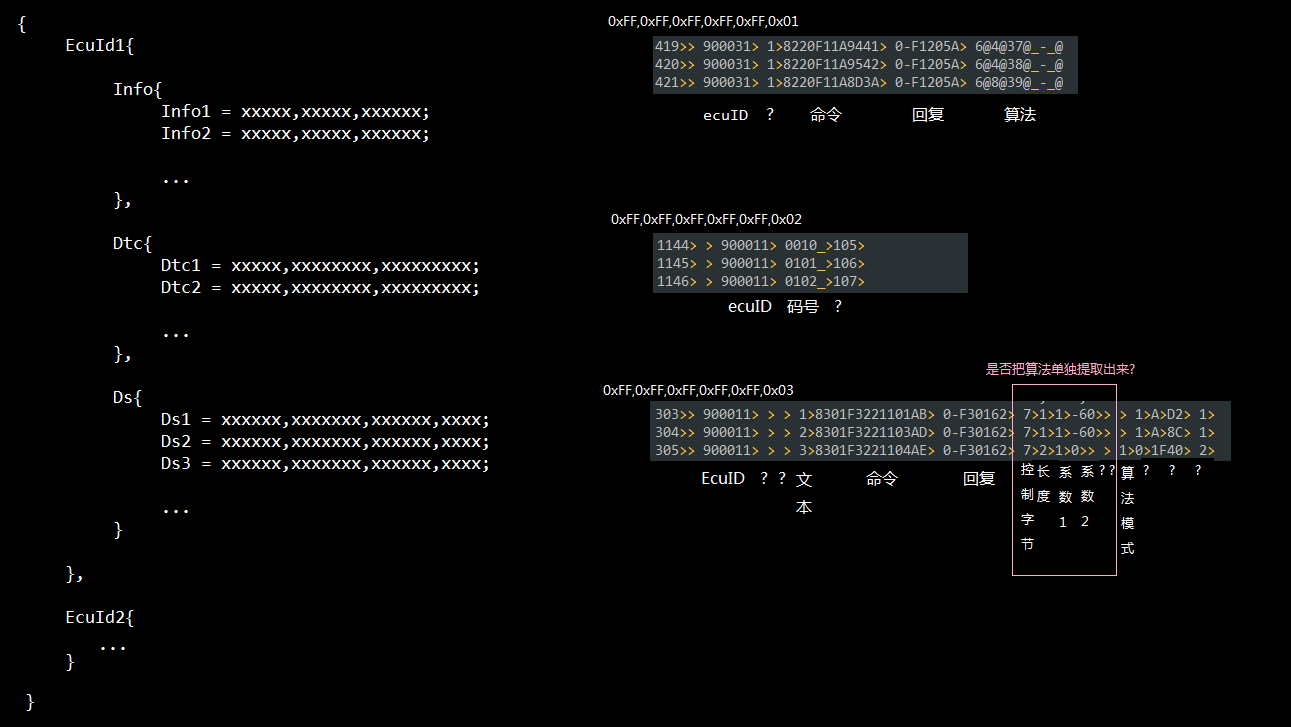 {
EcuId1{
Info{
Info1 = xxxxx,xxxxx,xxxxxx;
Info2 = xxxxx,xxxxx,xxxxxx;
...
},
Dtc{
Dtc1 = xxxxx,xxxxxxxx,xxxxxxxxx;
Dtc2 = xxxxx,xxxxxxxx,xxxxxxxxx;
...
},
Ds{
Ds1 = xxxxxx,xxxxxxx,xxxxxx,xxxx;
Ds2 = xxxxxx,xxxxxxx,xxxxxx,xxxx;
Ds3 = xxxxxx,xxxxxxx,xxxxxx,xxxx;
...
}
},
EcuId2{
...
}
}
0xFF,0xFF,0xFF,0xFF,0xFF,0x01
419>> 900031> 1>8220F11A9441> 0-F1205A> 6@4@37@_-_@
420>> 900031> 1>8220F11A9542> 0-F1205A> 6@4@38@_-_@
421>> 900031> 1>8220F11A8D3A> 0-F1205A> 6@8@39@_-_@
ecuID ? 命令 回复 算法
0xFF,0xFF,0xFF,0xFF,0xFF,0x02
1144> > 900011> 0010_>105>
1145> > 900011> 0101_>106>
1146> > 900011> 0102_>107>
ecuID 码号 ?
是否把算法单独提取出来?
0xFF,0xFF,0xFF,0xFF,0xFF,0x03
303>> 900011> > > 1>8301F3221101AB> 0-F30162> 7>1>1>-60>> > 1>A>D2> 1>
304>> 900011> > > 2>8301F3221103AD> 0-F30162> 7>1>1>-60>> > 1>A>8C> 1>
305>> 900011> > > 3>8301F3221104AE> 0-F30162> 7>2>1>0>> > 1>0>1F40> 2>
EcuID ? ? 文本 命令 回复 控制字节 长度 系数1 系数2 ?? 算法模式 ? ? ?